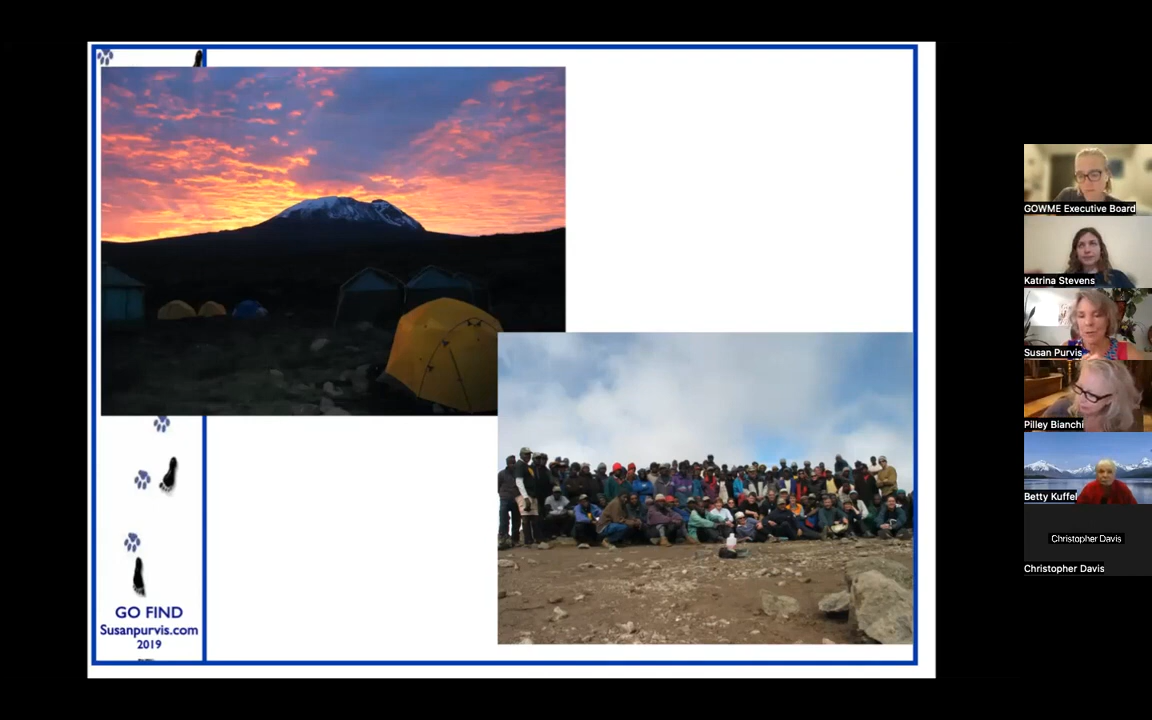 GO FIND
Susanpurvis.com
2019
GOWME Executive Board
Katrina Stevens
Susan Purvis
Pilley Bianchi
Betty Kuffel
Christopher Davis
Christopher Davis